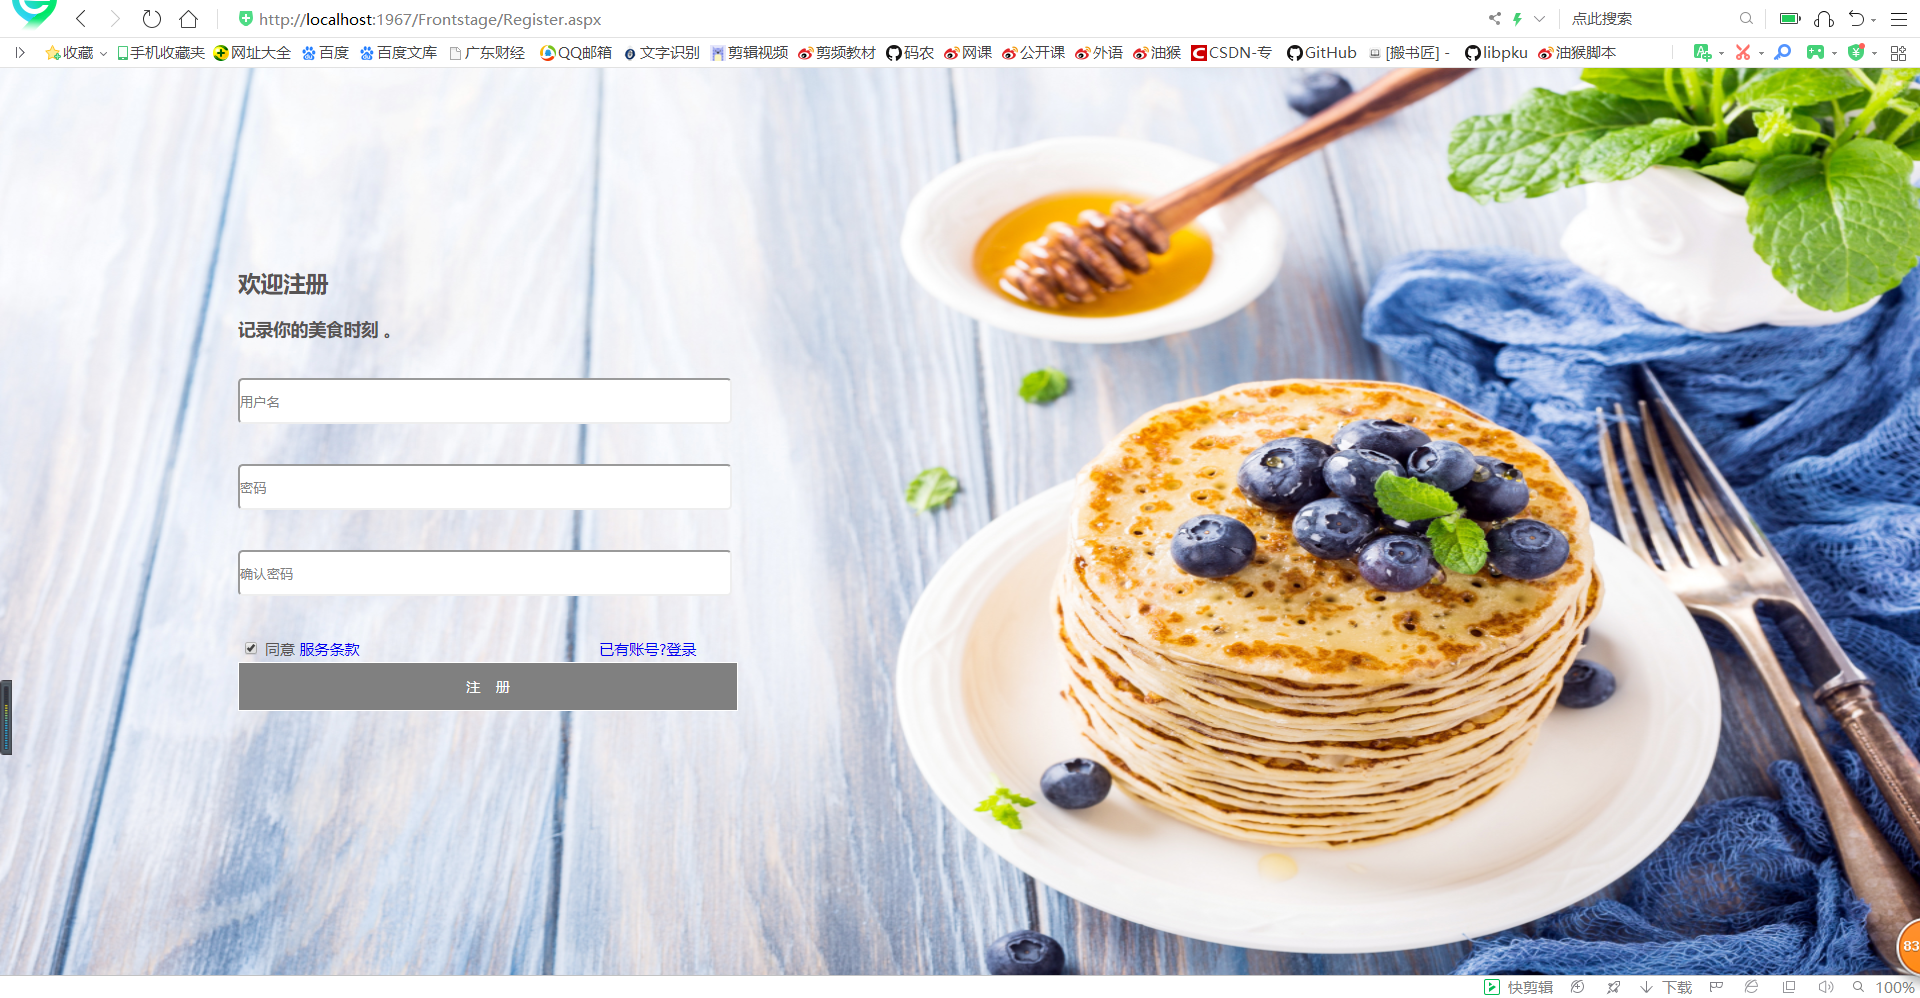 http://localhost:1967/Frontstage/Register.aspx 点此搜索
收藏 手机收藏夹 网址大全 百度 百度文库 广东财经 QQ邮箱 文字识别 剪辑视频 剪频教材 码农 网课 公开课 外语 油猴 CSDN-专 GitHub [搬书匠] - libpku 油猴脚本
欢迎注册
记录你的美食时刻 。
用户名
密码
确认密码
同意 服务条款 已有账号?登录
注 册
83
快剪辑 下载 100%